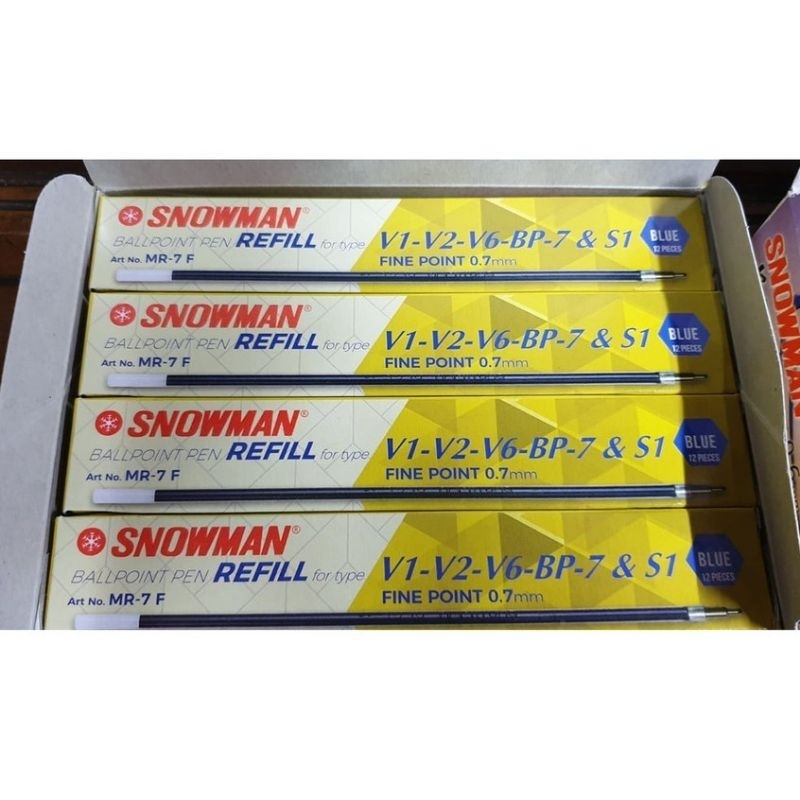 SNOWMAN®
BALLPOINT PEN REFILL for type V1-V2-V6-BP-7 & S1 BLUE
12 PIECES
Art No. MR-7 F FINE POINT 0.7mm
SNOWMAN®
BALLPOINT PEN REFILL for type V1-V2-V6-BP-7 & S1 BLUE
12 PIECES
Art No. MR-7 F FINE POINT 0.7mm
SNOWMAN®
BALLPOINT PEN REFILL for type V1-V2-V6-BP-7 & S1 BLUE
12 PIECES
Art No. MR-7 F FINE POINT 0.7mm
SNOWMAN®
BALLPOINT PEN REFILL for type V1-V2-V6-BP-7 & S1 BLUE
12 PIECES
Art No. MR-7 F FINE POINT 0.7mm
SNOWMAN